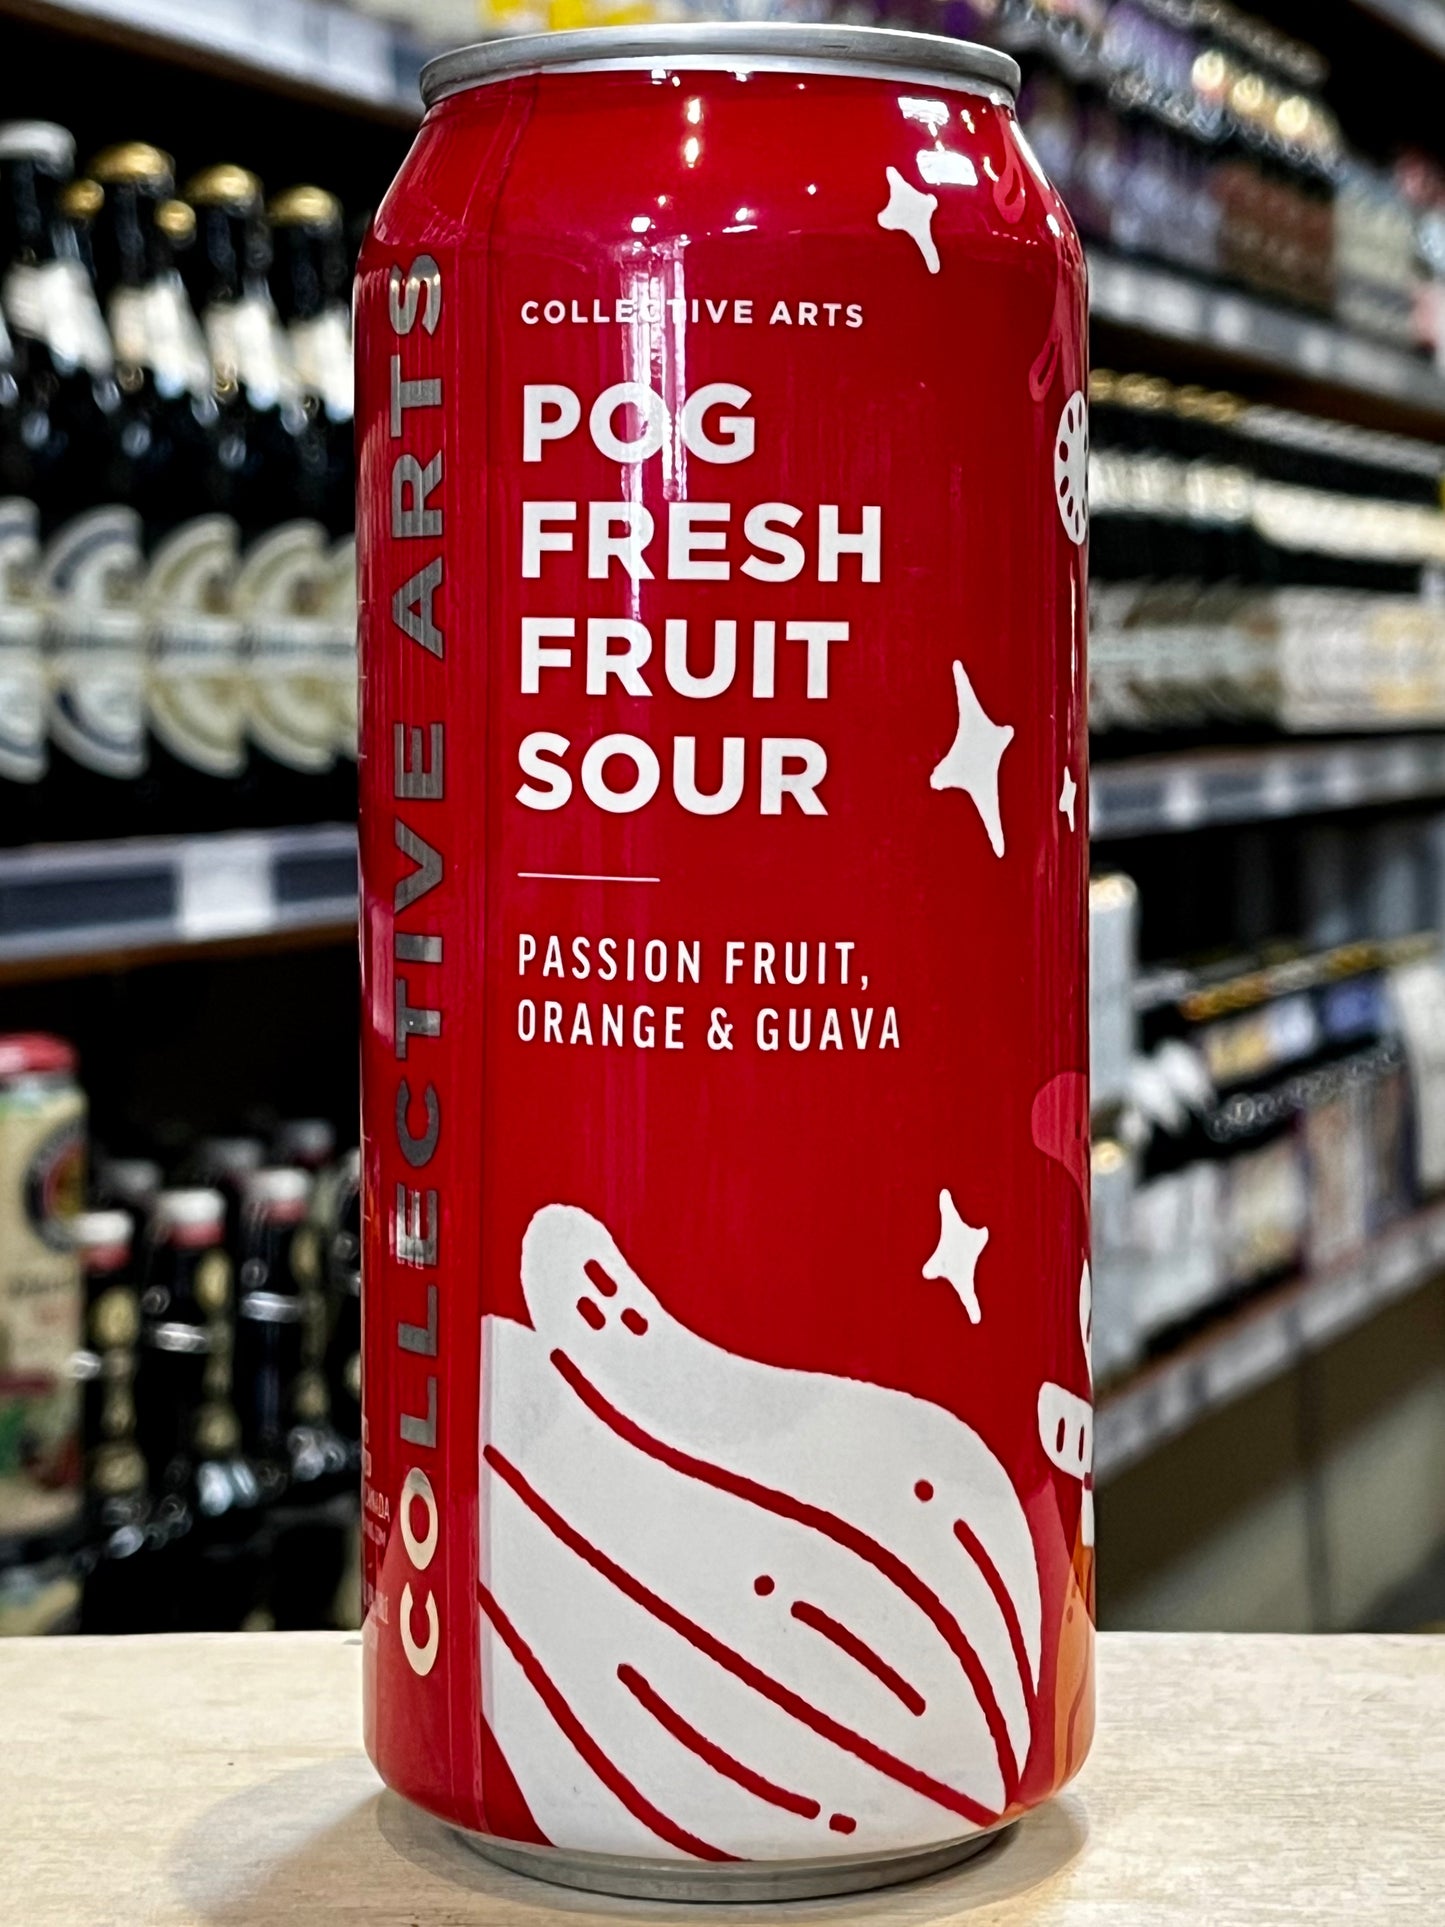 COLLECTIVE ARTS
COLLECTIVE ARTS
POG
FRESH
FRUIT
SOUR
PASSION FRUIT,
ORANGE & GUAVA